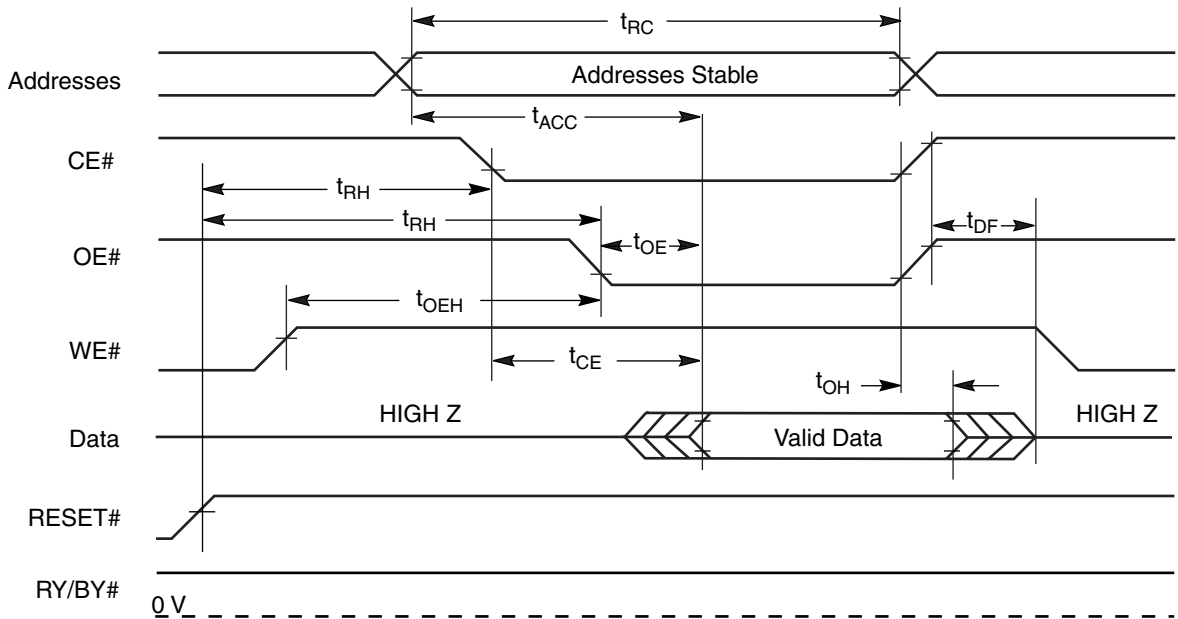 tRC
Addresses
Addresses Stable
tACC
CE#
tRH
tRH
tDF
OE#
tOE
tOEH
WE#
tCE
tOH
HIGH Z
HIGH Z
Data
Valid Data
RESET#
RY/BY#
0 V